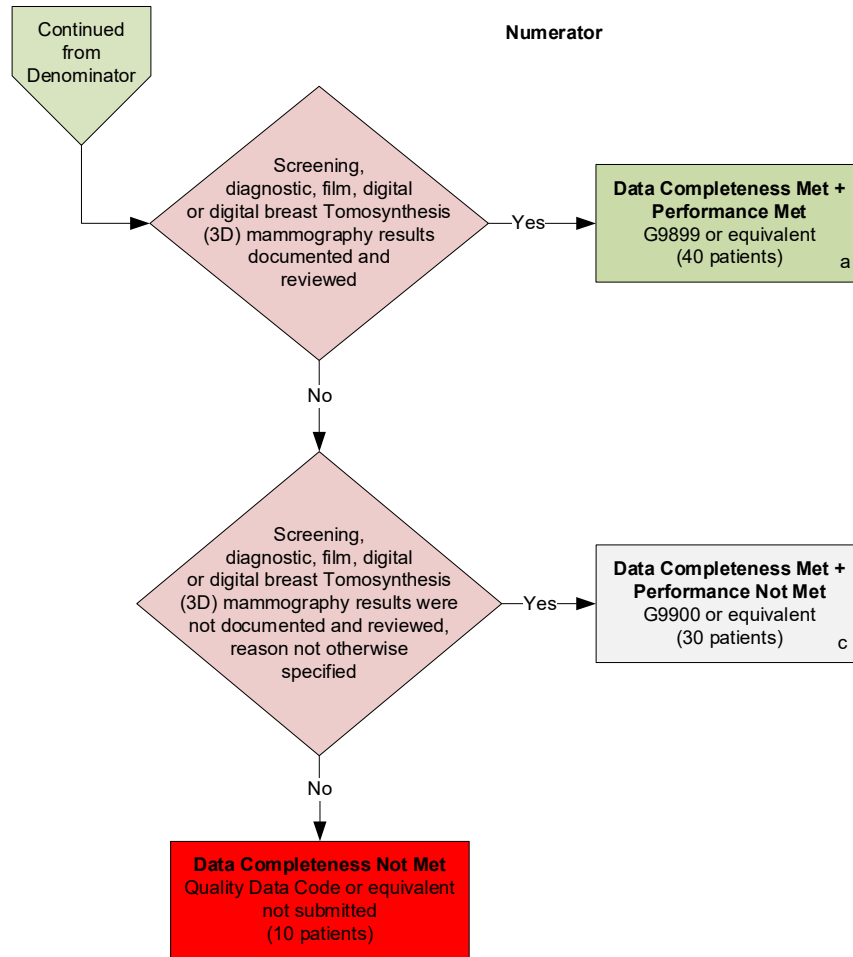 Continued
from
Denominator
Numerator
Screening,
diagnostic, film, digital
or digital breast Tomosynthesis
(3D) mammography results
documented and
reviewed
Yes
Data Completeness Met +
Performance Met
G9899 or equivalent
(40 patients)
a
No
Screening,
diagnostic, film, digital
or digital breast Tomosynthesis
(3D) mammography results were
not documented and reviewed,
reason not otherwise
specified
Yes
Data Completeness Met +
Performance Not Met
G9900 or equivalent
(30 patients)
c
No
Data Completeness Not Met
Quality Data Code or equivalent
not submitted
(10 patients)